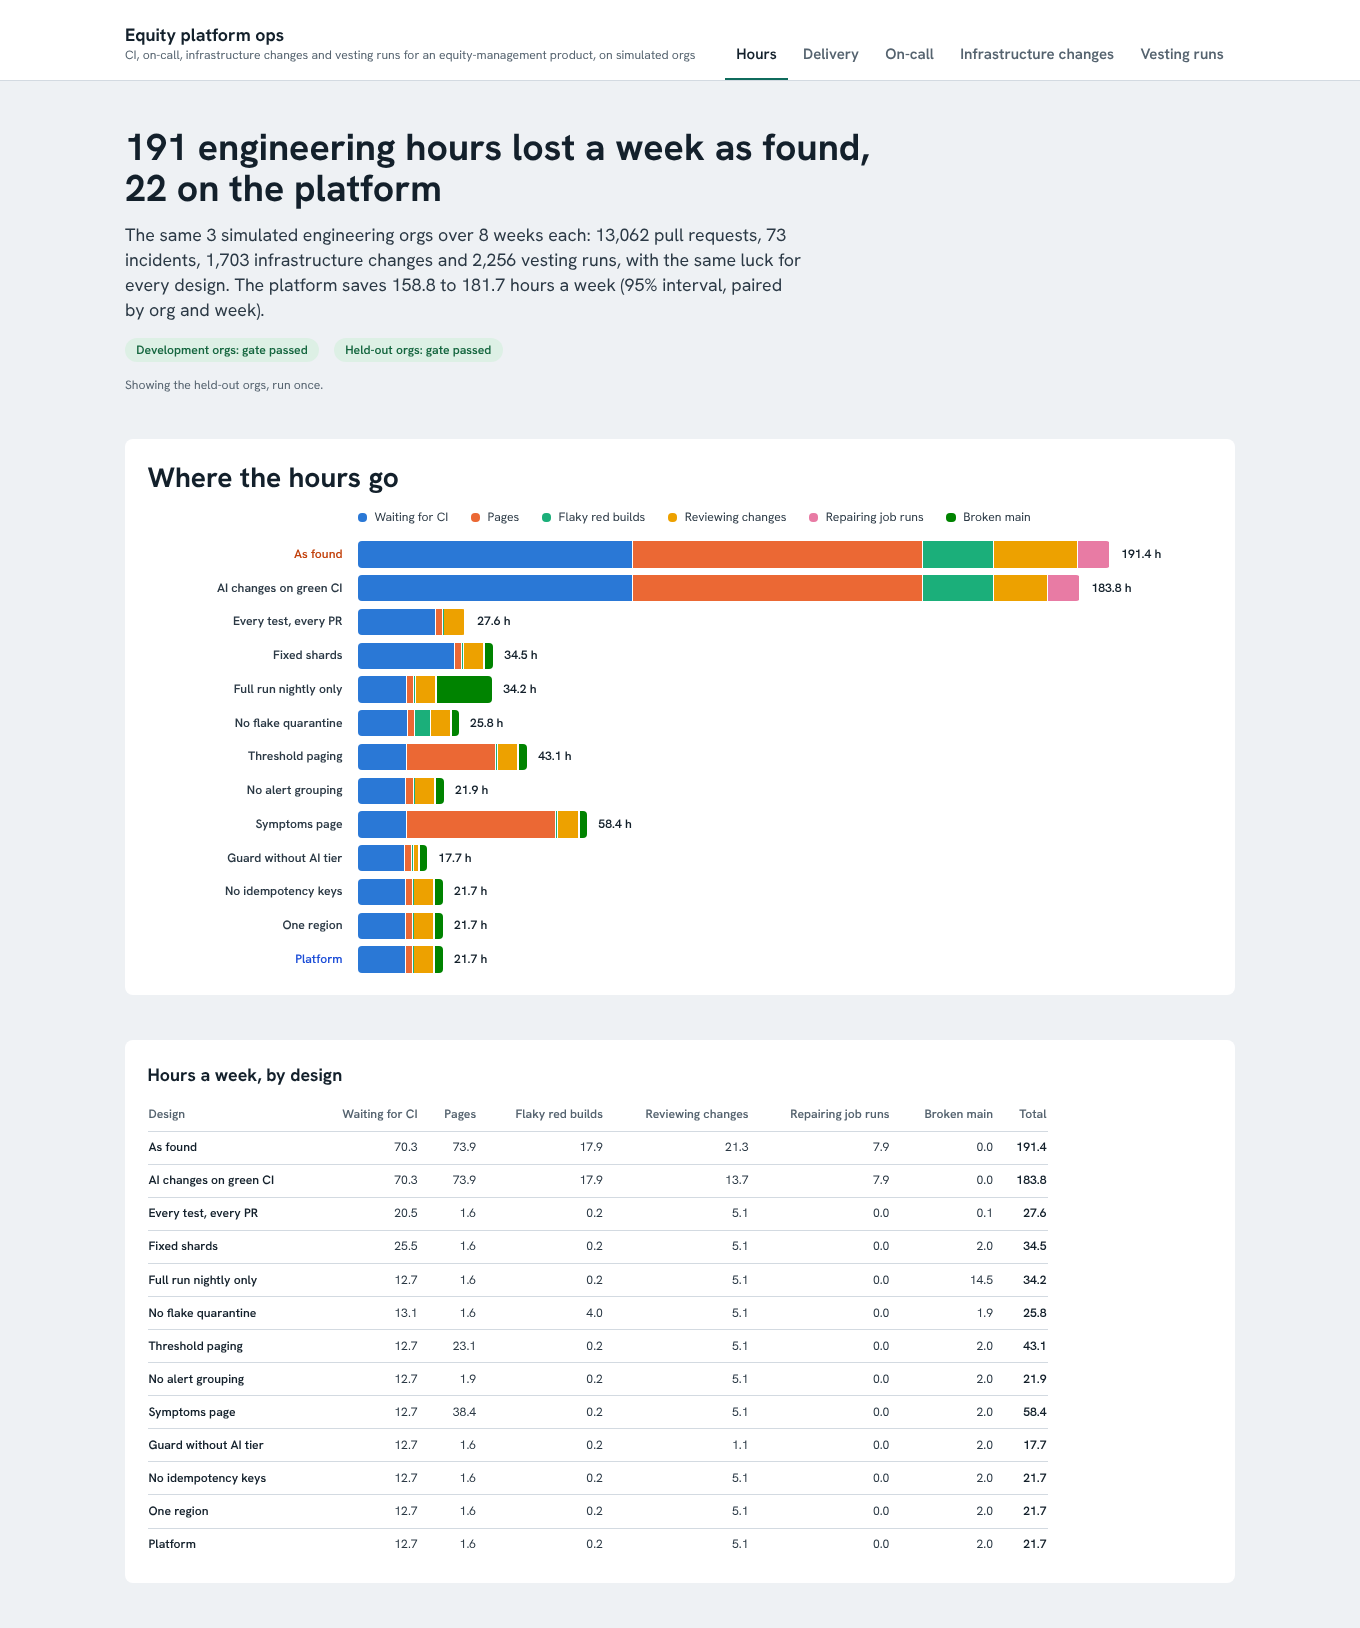 Equity platform ops
CI, on-call, infrastructure changes and vesting runs for an equity-management product, on simulated orgs
Hours Delivery On-call Infrastructure changes Vesting runs
191 engineering hours lost a week as found,
22 on the platform
The same 3 simulated engineering orgs over 8 weeks each: 13,062 pull requests, 73
incidents, 1,703 infrastructure changes and 2,256 vesting runs, with the same luck for
every design. The platform saves 158.8 to 181.7 hours a week (95% interval, paired
by org and week).
Development orgs: gate passed Held-out orgs: gate passed
Showing the held-out orgs, run once.
Where the hours go
Waiting for CI Pages Flaky red builds Reviewing changes Repairing job runs Broken main
As found 191.4 h
AI changes on green CI 183.8 h
Every test, every PR 27.6 h
Fixed shards 34.5 h
Full run nightly only 34.2 h
No flake quarantine 25.8 h
Threshold paging 43.1 h
No alert grouping 21.9 h
Symptoms page 58.4 h
Guard without AI tier 17.7 h
No idempotency keys 21.7 h
One region 21.7 h
Platform 21.7 h
Hours a week, by design
Design Waiting for CI Pages Flaky red builds Reviewing changes Repairing job runs Broken main Total
As found 70.3 73.9 17.9 21.3 7.9 0.0 191.4
AI changes on green CI 70.3 73.9 17.9 13.7 7.9 0.0 183.8
Every test, every PR 20.5 1.6 0.2 5.1 0.0 0.1 27.6
Fixed shards 25.5 1.6 0.2 5.1 0.0 2.0 34.5
Full run nightly only 12.7 1.6 0.2 5.1 0.0 14.5 34.2
No flake quarantine 13.1 1.6 4.0 5.1 0.0 1.9 25.8
Threshold paging 12.7 23.1 0.2 5.1 0.0 2.0 43.1
No alert grouping 12.7 1.9 0.2 5.1 0.0 2.0 21.9
Symptoms page 12.7 38.4 0.2 5.1 0.0 2.0 58.4
Guard without AI tier 12.7 1.6 0.2 1.1 0.0 2.0 17.7
No idempotency keys 12.7 1.6 0.2 5.1 0.0 2.0 21.7
One region 12.7 1.6 0.2 5.1 0.0 2.0 21.7
Platform 12.7 1.6 0.2 5.1 0.0 2.0 21.7